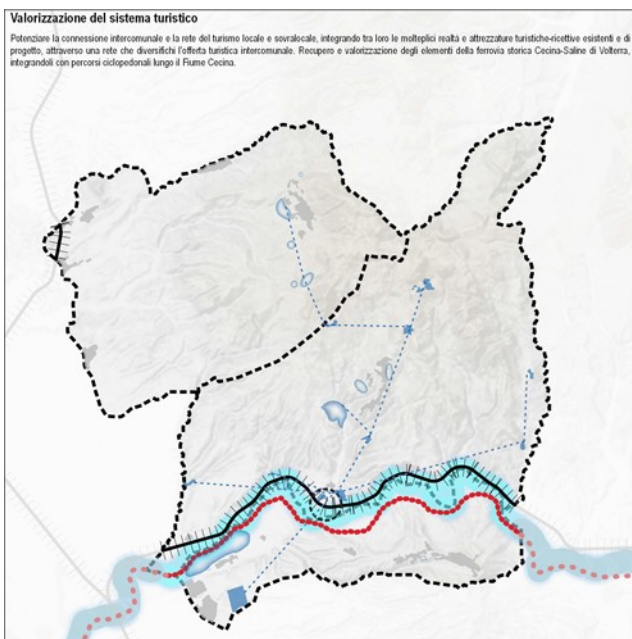 Valorizzazione del sistema turistico
Potenziare la connessione intercomunale e la rete del turismo locale e sovralocale, integrando tra loro le molteplici realtà e attrezzature turistiche-ricettive esistenti e di
progetto, attraverso una rete che diversifichi l'offerta turistica intercomunale. Recupero e valorizzazione degli elementi della ferrovia storica Cecina-Saline di Volterra,
integrandoli con percorsi ciclopedonali lungo il Fiume Cecina.